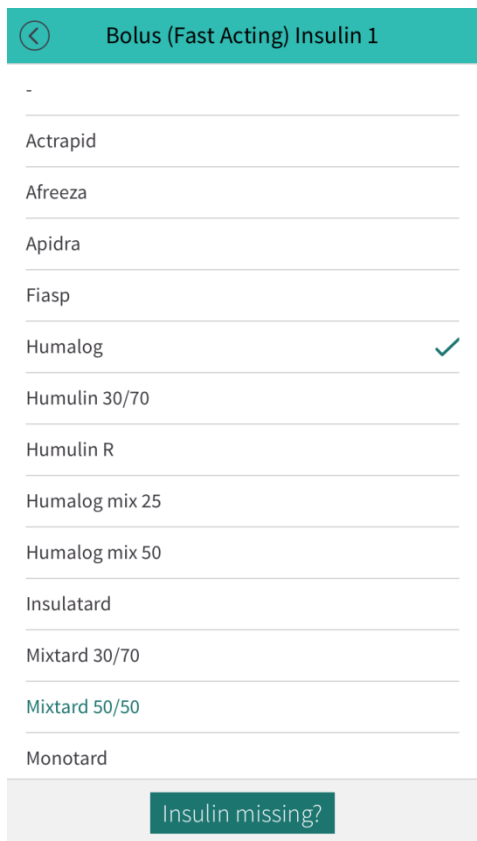 Bolus (Fast Acting) Insulin 1
-
Actrapid
Afreeza
Apidra
Fiasp
Humalog
Humulin 30/70
Humulin R
Humalog mix 25
Humalog mix 50
Insulatard
Mixtard 30/70
Mixtard 50/50
Monotard
Insulin missing?